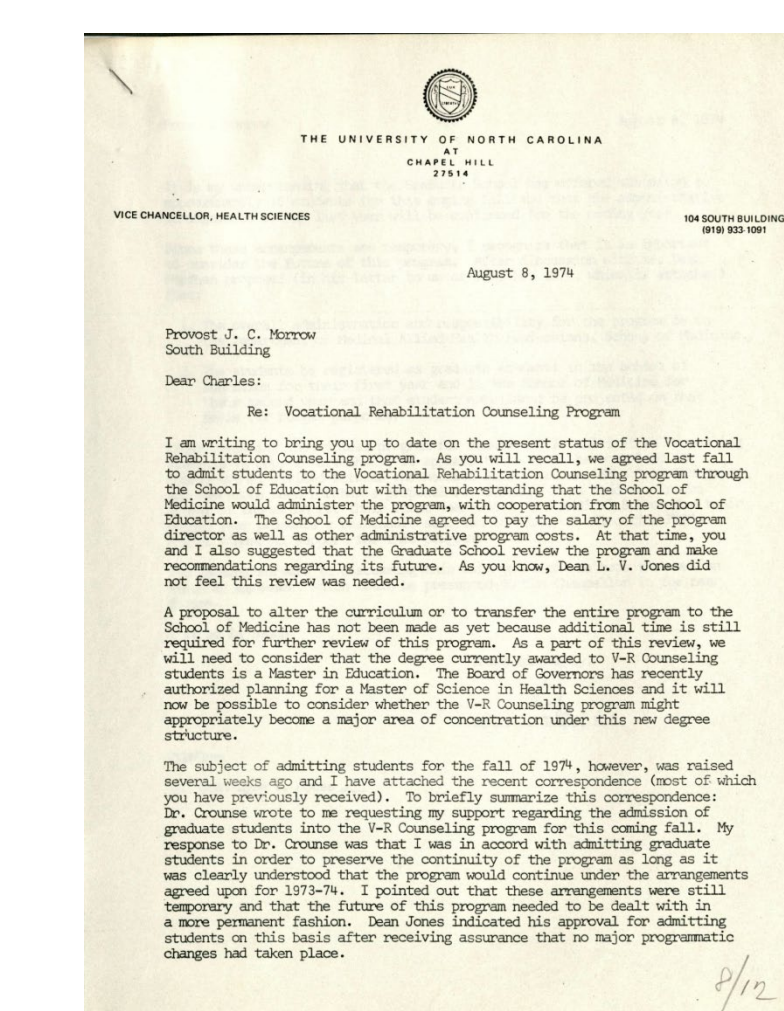 THE UNIVERSITY OF NORTH CAROLINA
AT
CHAPEL HILL
27514
VICE CHANCELLOR, HEALTH SCIENCES
104 SOUTH BUILDING
(919) 933-1091
August 8, 1974
Provost J. C. Morrow
South Building
Dear Charles:
Re: Vocational Rehabilitation Counseling Program
I am writing to bring you up to date on the present status of the Vocational
Rehabilitation Counseling program. As you will recall, we agreed last fall
to admit students to the Vocational Rehabilitation Counseling program through
the School of Education but with the understanding that the School of
Medicine would administer the program, with cooperation from the School of
Education. The School of Medicine agreed to pay the salary of the program
director as well as other administrative program costs. At that time, you
and I also suggested that the Graduate School review the program and make
recommendations regarding its future. As you know, Dean L. V. Jones did
not feel this review was needed.
A proposal to alter the curriculum or to transfer the entire program to the
School of Medicine has not been made as yet because additional time is still
required for further review of this program. As a part of this review, we
will need to consider that the degree currently awarded to V-R Counseling
students is a Master in Education. The Board of Governors has recently
authorized planning for a Master of Science in Health Sciences and it will
now be possible to consider whether the V-R Counseling program might
appropriately become a major area of concentration under this new degree
structure.
The subject of admitting students for the fall of 1974, however, was raised
several weeks ago and I have attached the recent correspondence (most of which
you have previously received). To briefly summarize this correspondence:
Dr. Crounse wrote to me requesting my support regarding the admission of
graduate students into the V-R Counseling program for this coming fall. My
response to Dr. Crounse was that I was in accord with admitting graduate
students in order to preserve the continuity of the program as long as it
was clearly understood that the program would continue under the arrangements
agreed upon for 1973-74. I pointed out that these arrangements were still
temporary and that the future of this program needed to be dealt with in
a more permanent fashion. Dean Jones indicated his approval for admitting
students on this basis after receiving assurance that no major programmatic
changes had taken place.
8/12